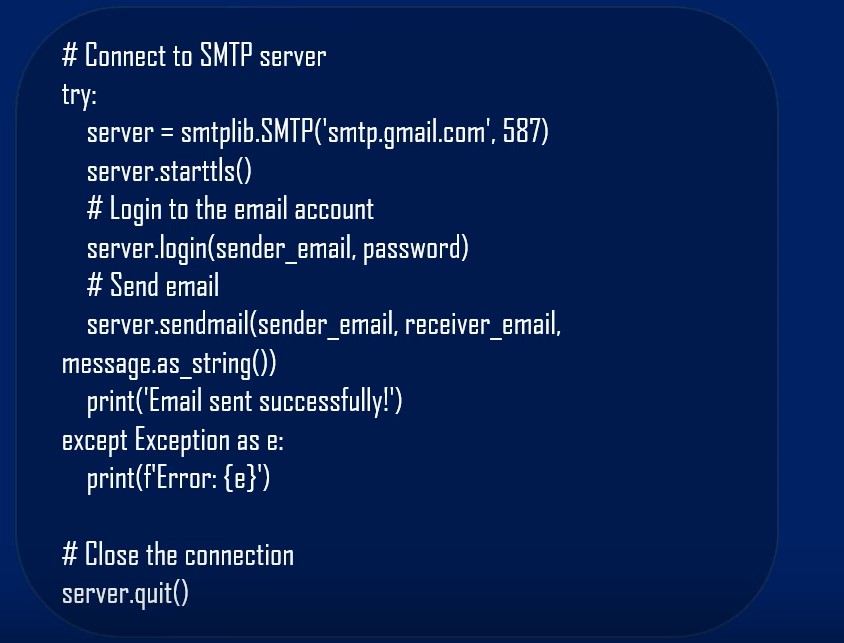 # Connect to SMTP server
try:
    server = smtplib.SMTP('smtp.gmail.com', 587)
    server.starttls()
    # Login to the email account
    server.login(sender_email, password)
    # Send email
    server.sendmail(sender_email, receiver_email,
message.as_string())
    print('Email sent successfully!')
except Exception as e:
    print(f'Error: {e}')
# Close the connection
server.quit()